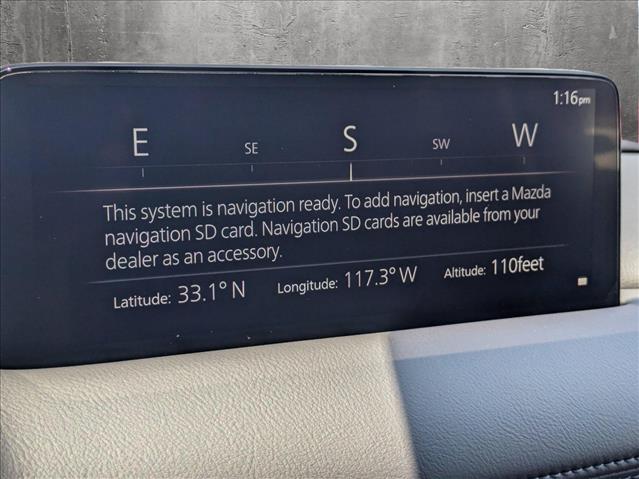 1:16pm
E SE S SW W
This system is navigation ready. To add navigation, insert a Mazda
navigation SD card. Navigation SD cards are available from your
dealer as an accessory.
Latitude: 33.1° N Longitude: 117.3° W Altitude: 110feet